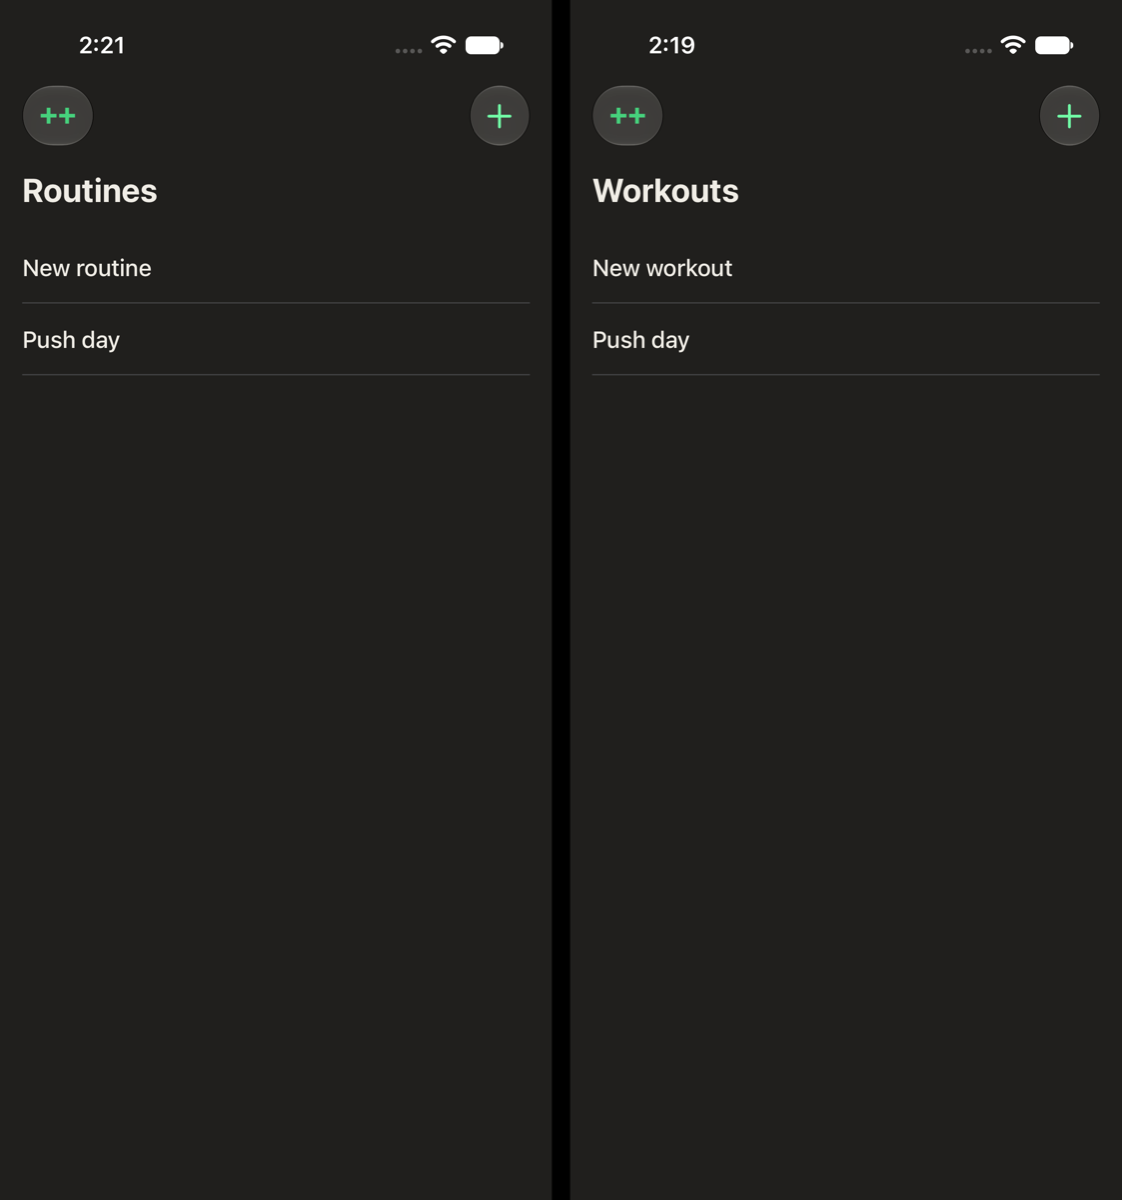 2:21
++ +
Routines
New routine
Push day
2:19
++ +
Workouts
New workout
Push day